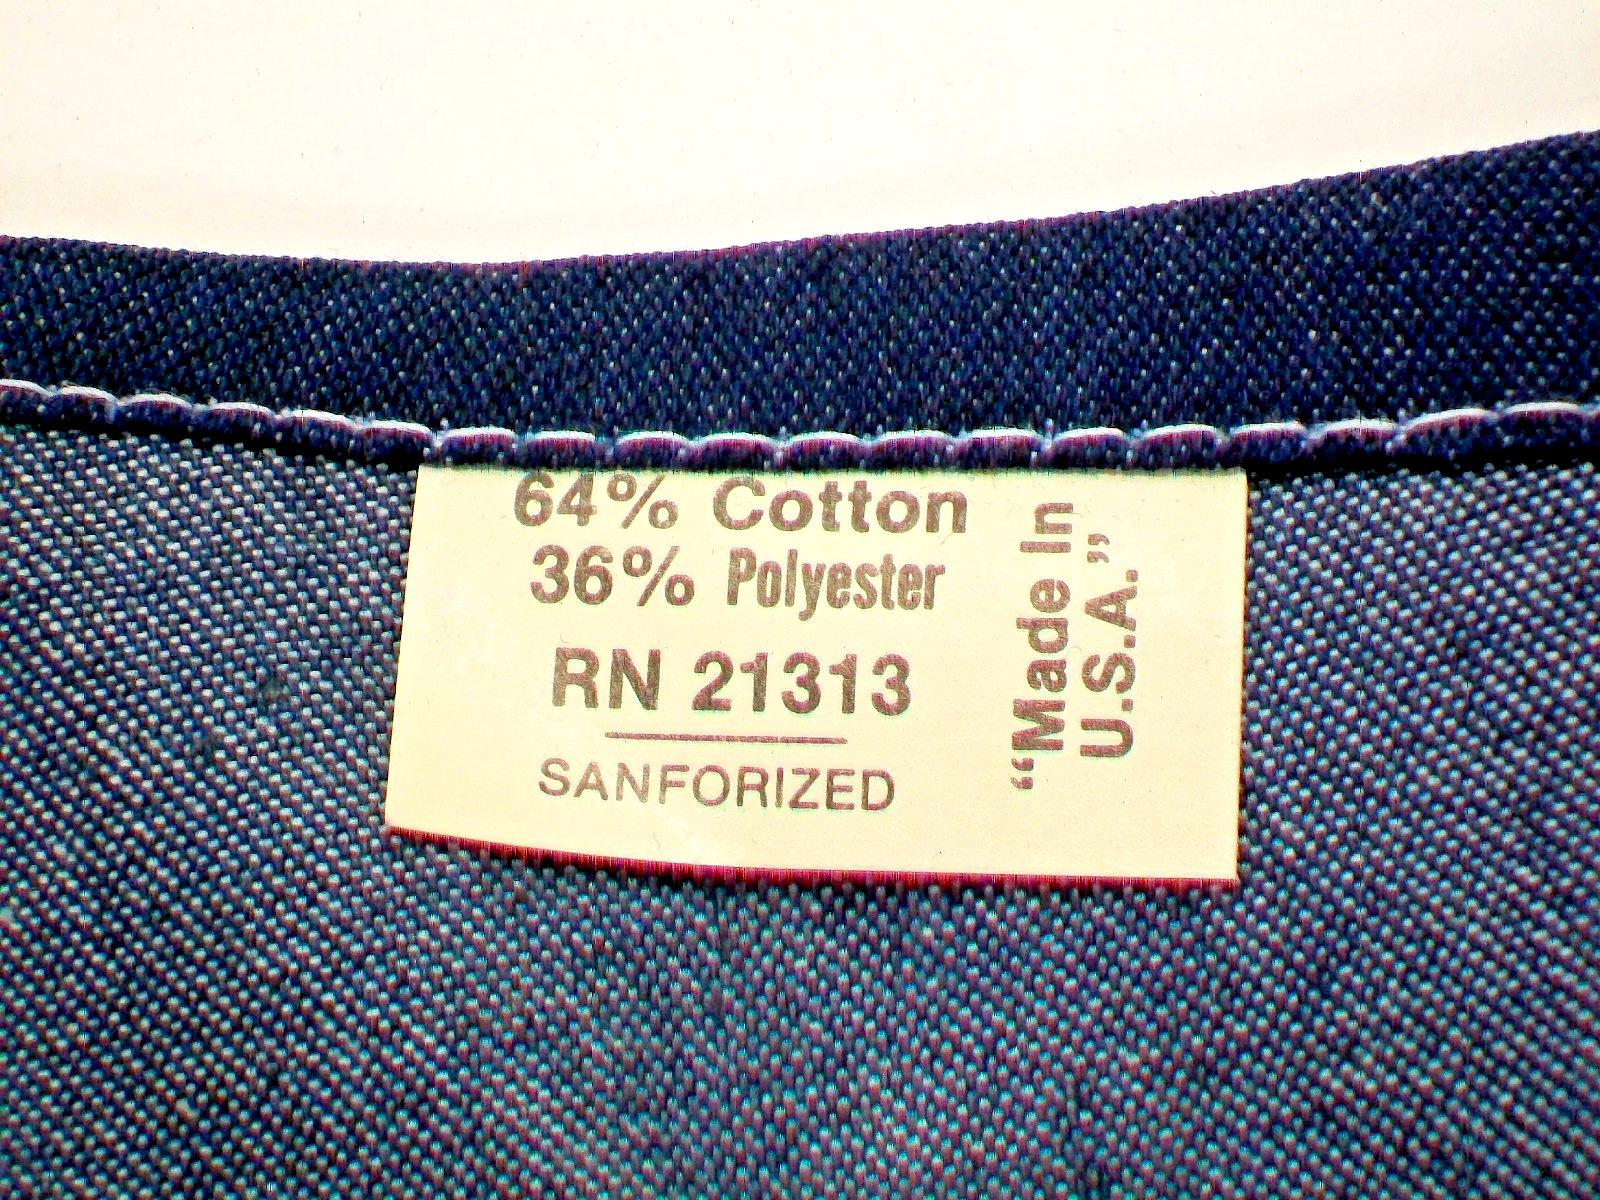 64% Cotton
36% Polyester
RN 21313
SANFORIZED
“Made In
U.S.A.”